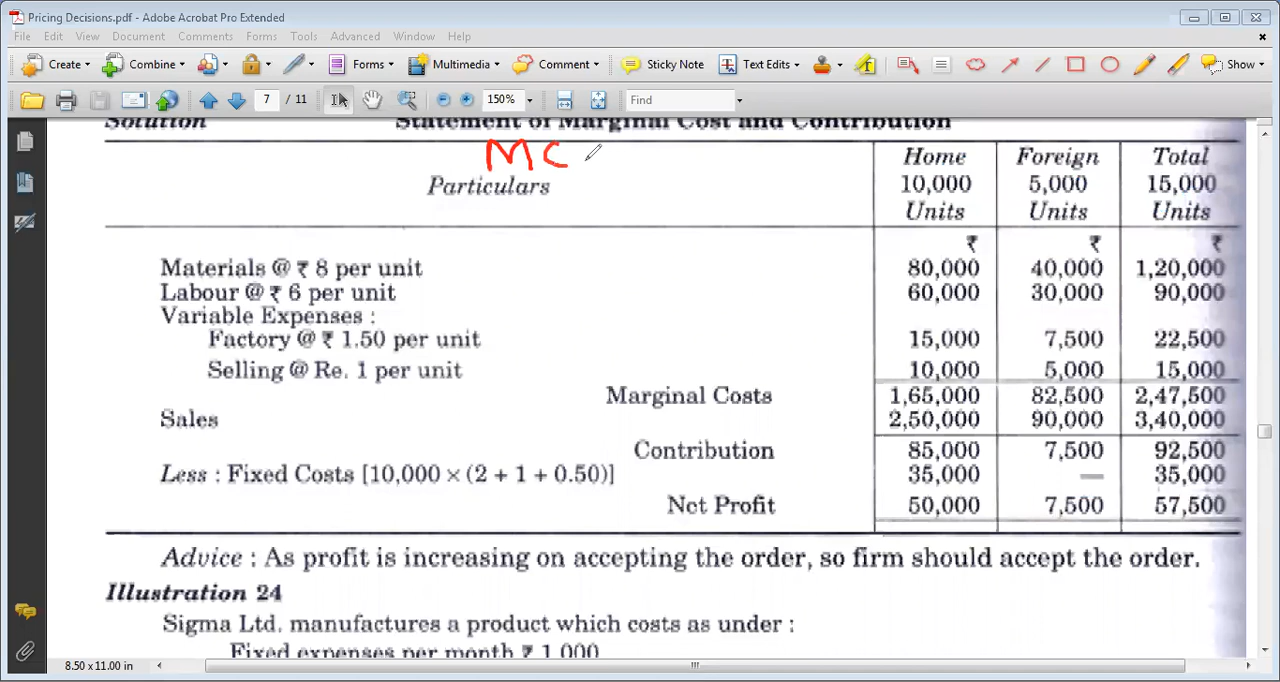 Pricing Decisions.pdf - Adobe Acrobat Pro Extended
File Edit View Document Comments Forms Tools Advanced Window Help
Create Combine Forms Multimedia Comment Sticky Note Text Edits Show
7 / 11 150% Find
Solution Statement of Marginal Cost and Contribution
MC
Particulars Home 10,000 Units Foreign 5,000 Units Total 15,000 Units
₹ ₹ ₹
Materials @ ₹ 8 per unit 80,000 40,000 1,20,000
Labour @ ₹ 6 per unit 60,000 30,000 90,000
Variable Expenses :
Factory @ ₹ 1.50 per unit 15,000 7,500 22,500
Selling @ Re. 1 per unit 10,000 5,000 15,000
Marginal Costs 1,65,000 82,500 2,47,500
Sales 2,50,000 90,000 3,40,000
Contribution 85,000 7,500 92,500
Less : Fixed Costs [10,000 × (2 + 1 + 0.50)] 35,000 — 35,000
Net Profit 50,000 7,500 57,500
Advice : As profit is increasing on accepting the order, so firm should accept the order.
Illustration 24
Sigma Ltd. manufactures a product which costs as under :
Fixed expenses per month ₹ 1,000
8.50 x 11.00 in